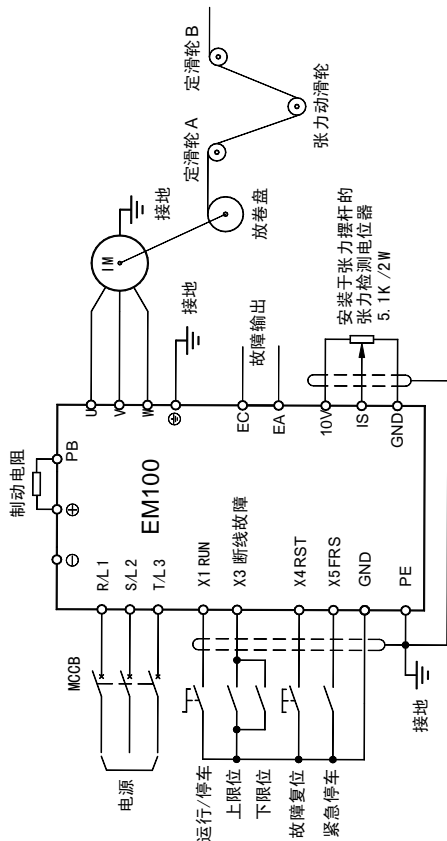 制动电阻
PB
⊕
⊖
EM100
MCCB
电源
R/L1
S/L2
T/L3
X1 RUN
X3 断线故障
X4 RST
X5 FRS
GND
PE
运行/停车
上限位
下限位
故障复位
紧急停车
接地
U
V
W
IM
接地
接地
EC
EA
故障输出
10V
IS
GND
安装于张力摆杆的
张力检测电位器
5.1K /2W
放卷盘
定滑轮 A
张力动滑轮
定滑轮 B